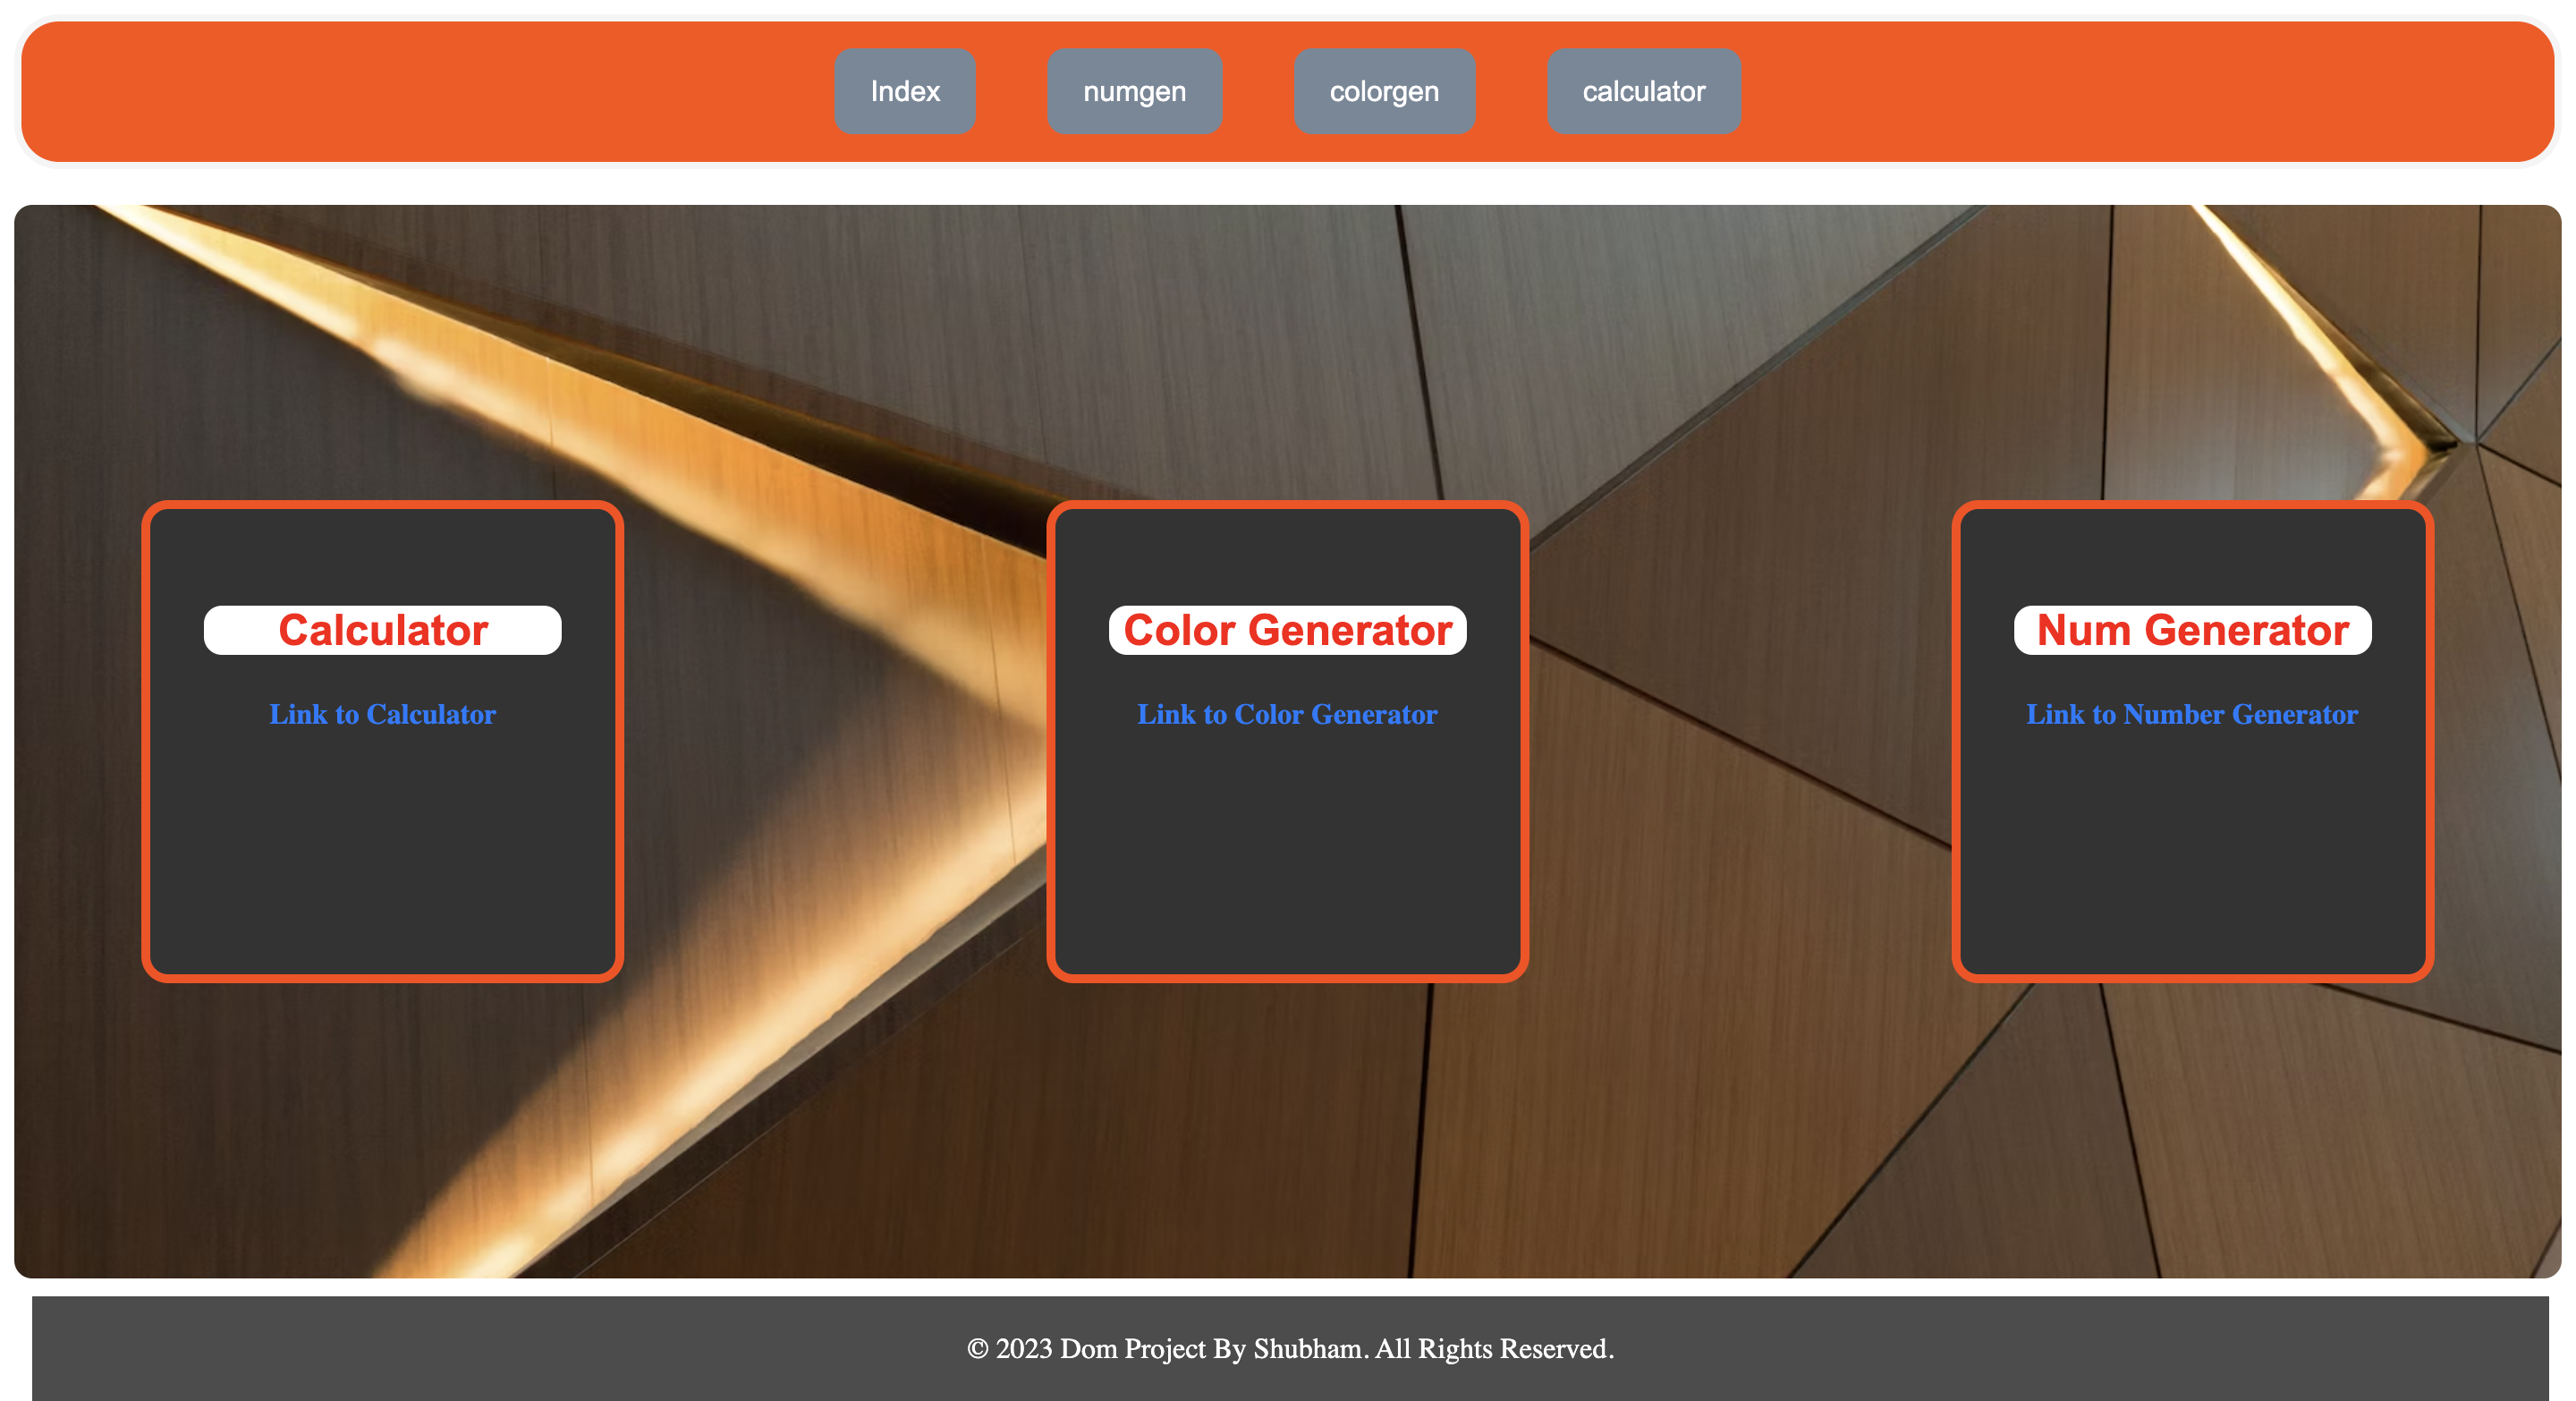 Index numgen colorgen calculator
Calculator
Link to Calculator
Color Generator
Link to Color Generator
Num Generator
Link to Number Generator
© 2023 Dom Project By Shubham. All Rights Reserved.